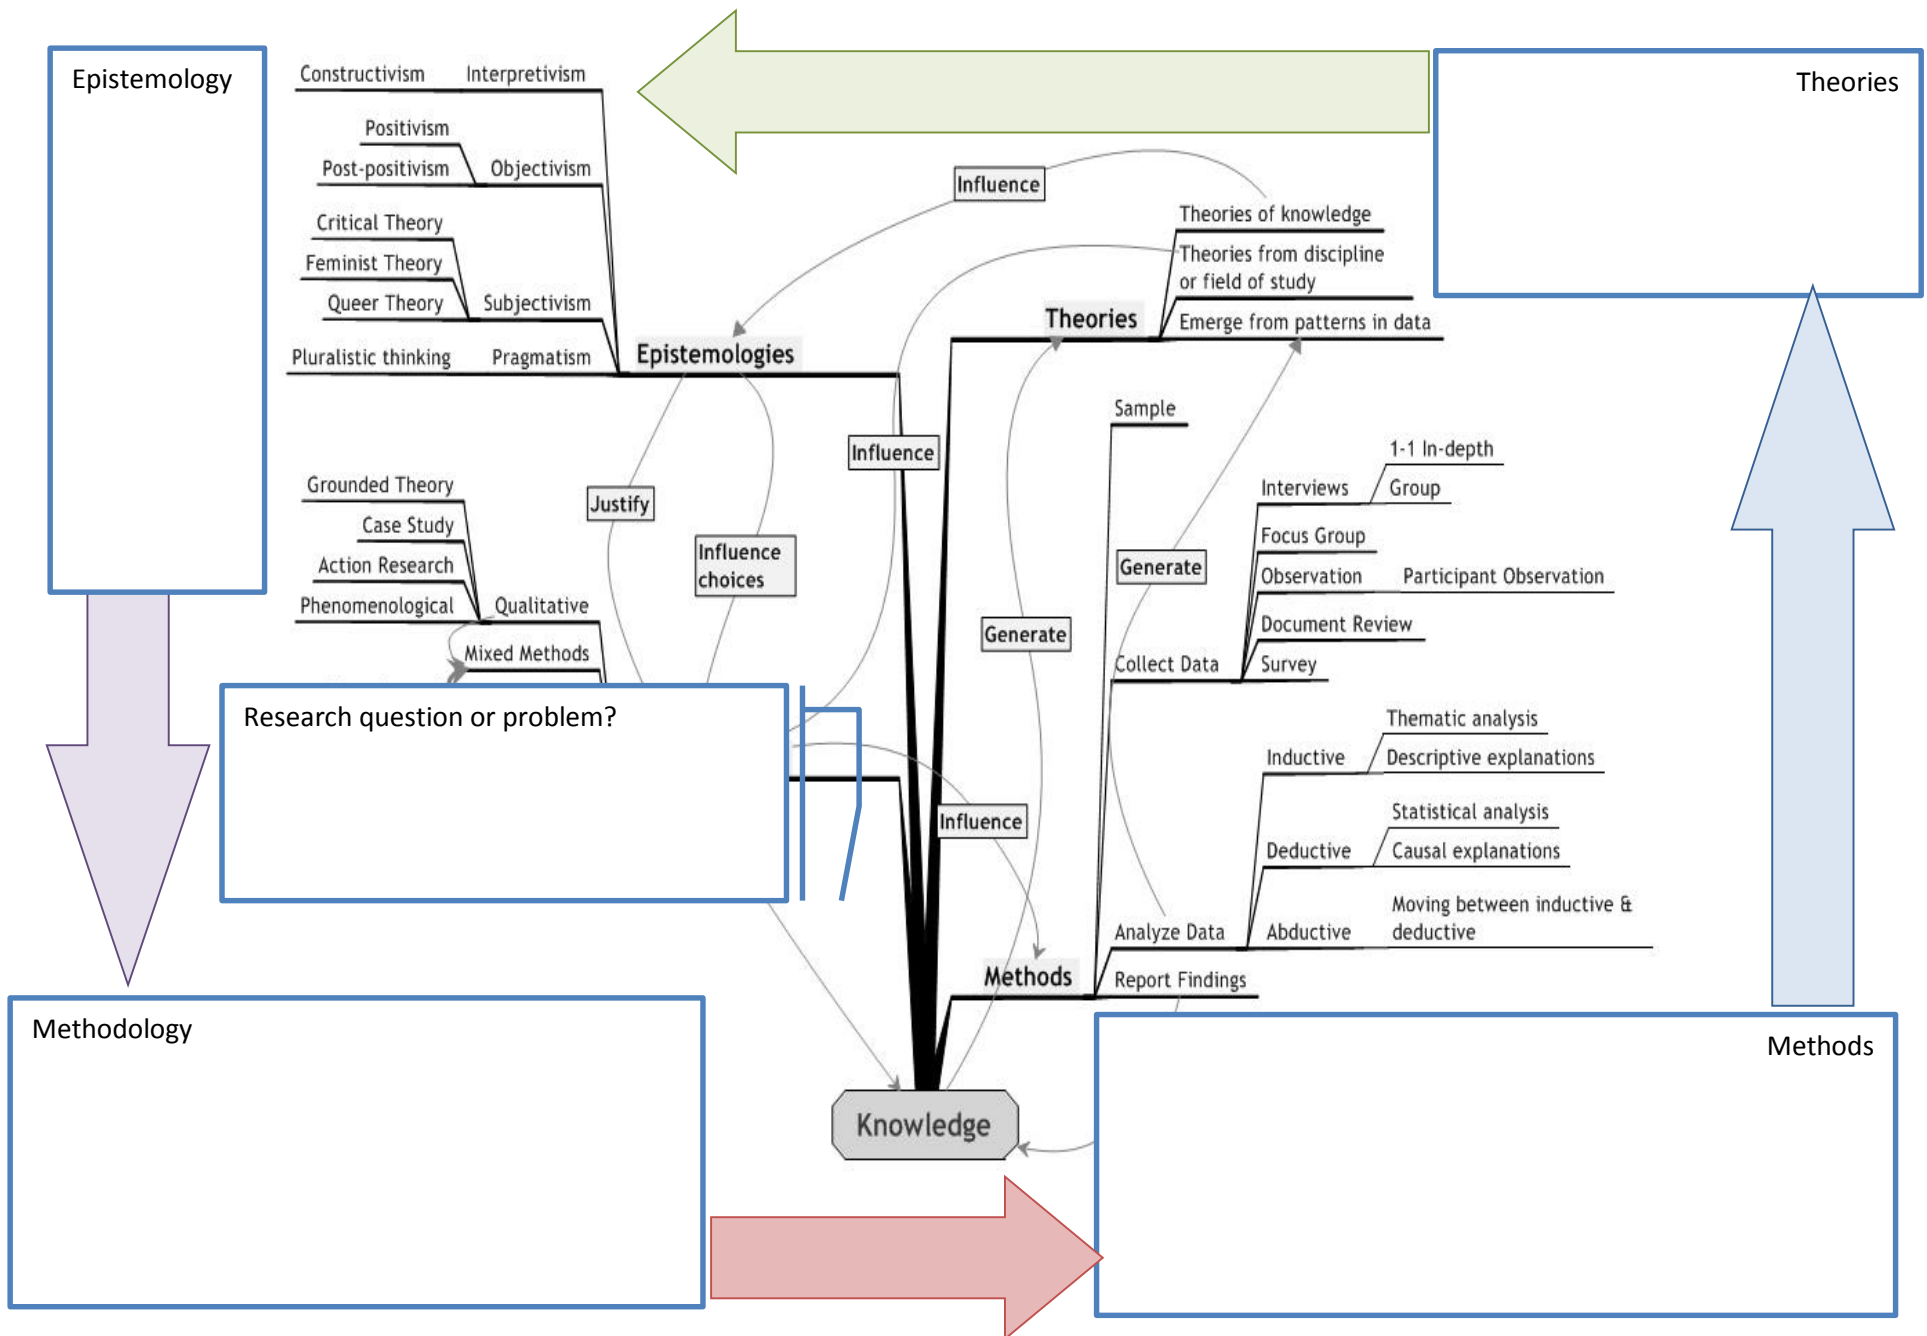 Epistemology
Constructivism
Interpretivism
Positivism
Post-positivism
Objectivism
Critical Theory
Feminist Theory
Queer Theory
Subjectivism
Pluralistic thinking
Pragmatism
Epistemologies
Theories
Influence
Theories of knowledge
Theories from discipline
or field of study
Emerge from patterns in data
Theories
Influence
Justify
Influence
choices
Generate
Generate
Grounded Theory
Case Study
Action Research
Phenomenological
Qualitative
Mixed Methods
Sample
1-1 In-depth
Interviews
Group
Focus Group
Observation
Participant Observation
Document Review
Collect Data
Survey
Research question or problem?
Influence
Thematic analysis
Inductive
Descriptive explanations
Statistical analysis
Deductive
Causal explanations
Moving between inductive &
deductive
Analyze Data
Abductive
Methods
Report Findings
Methodology
Knowledge
Methods